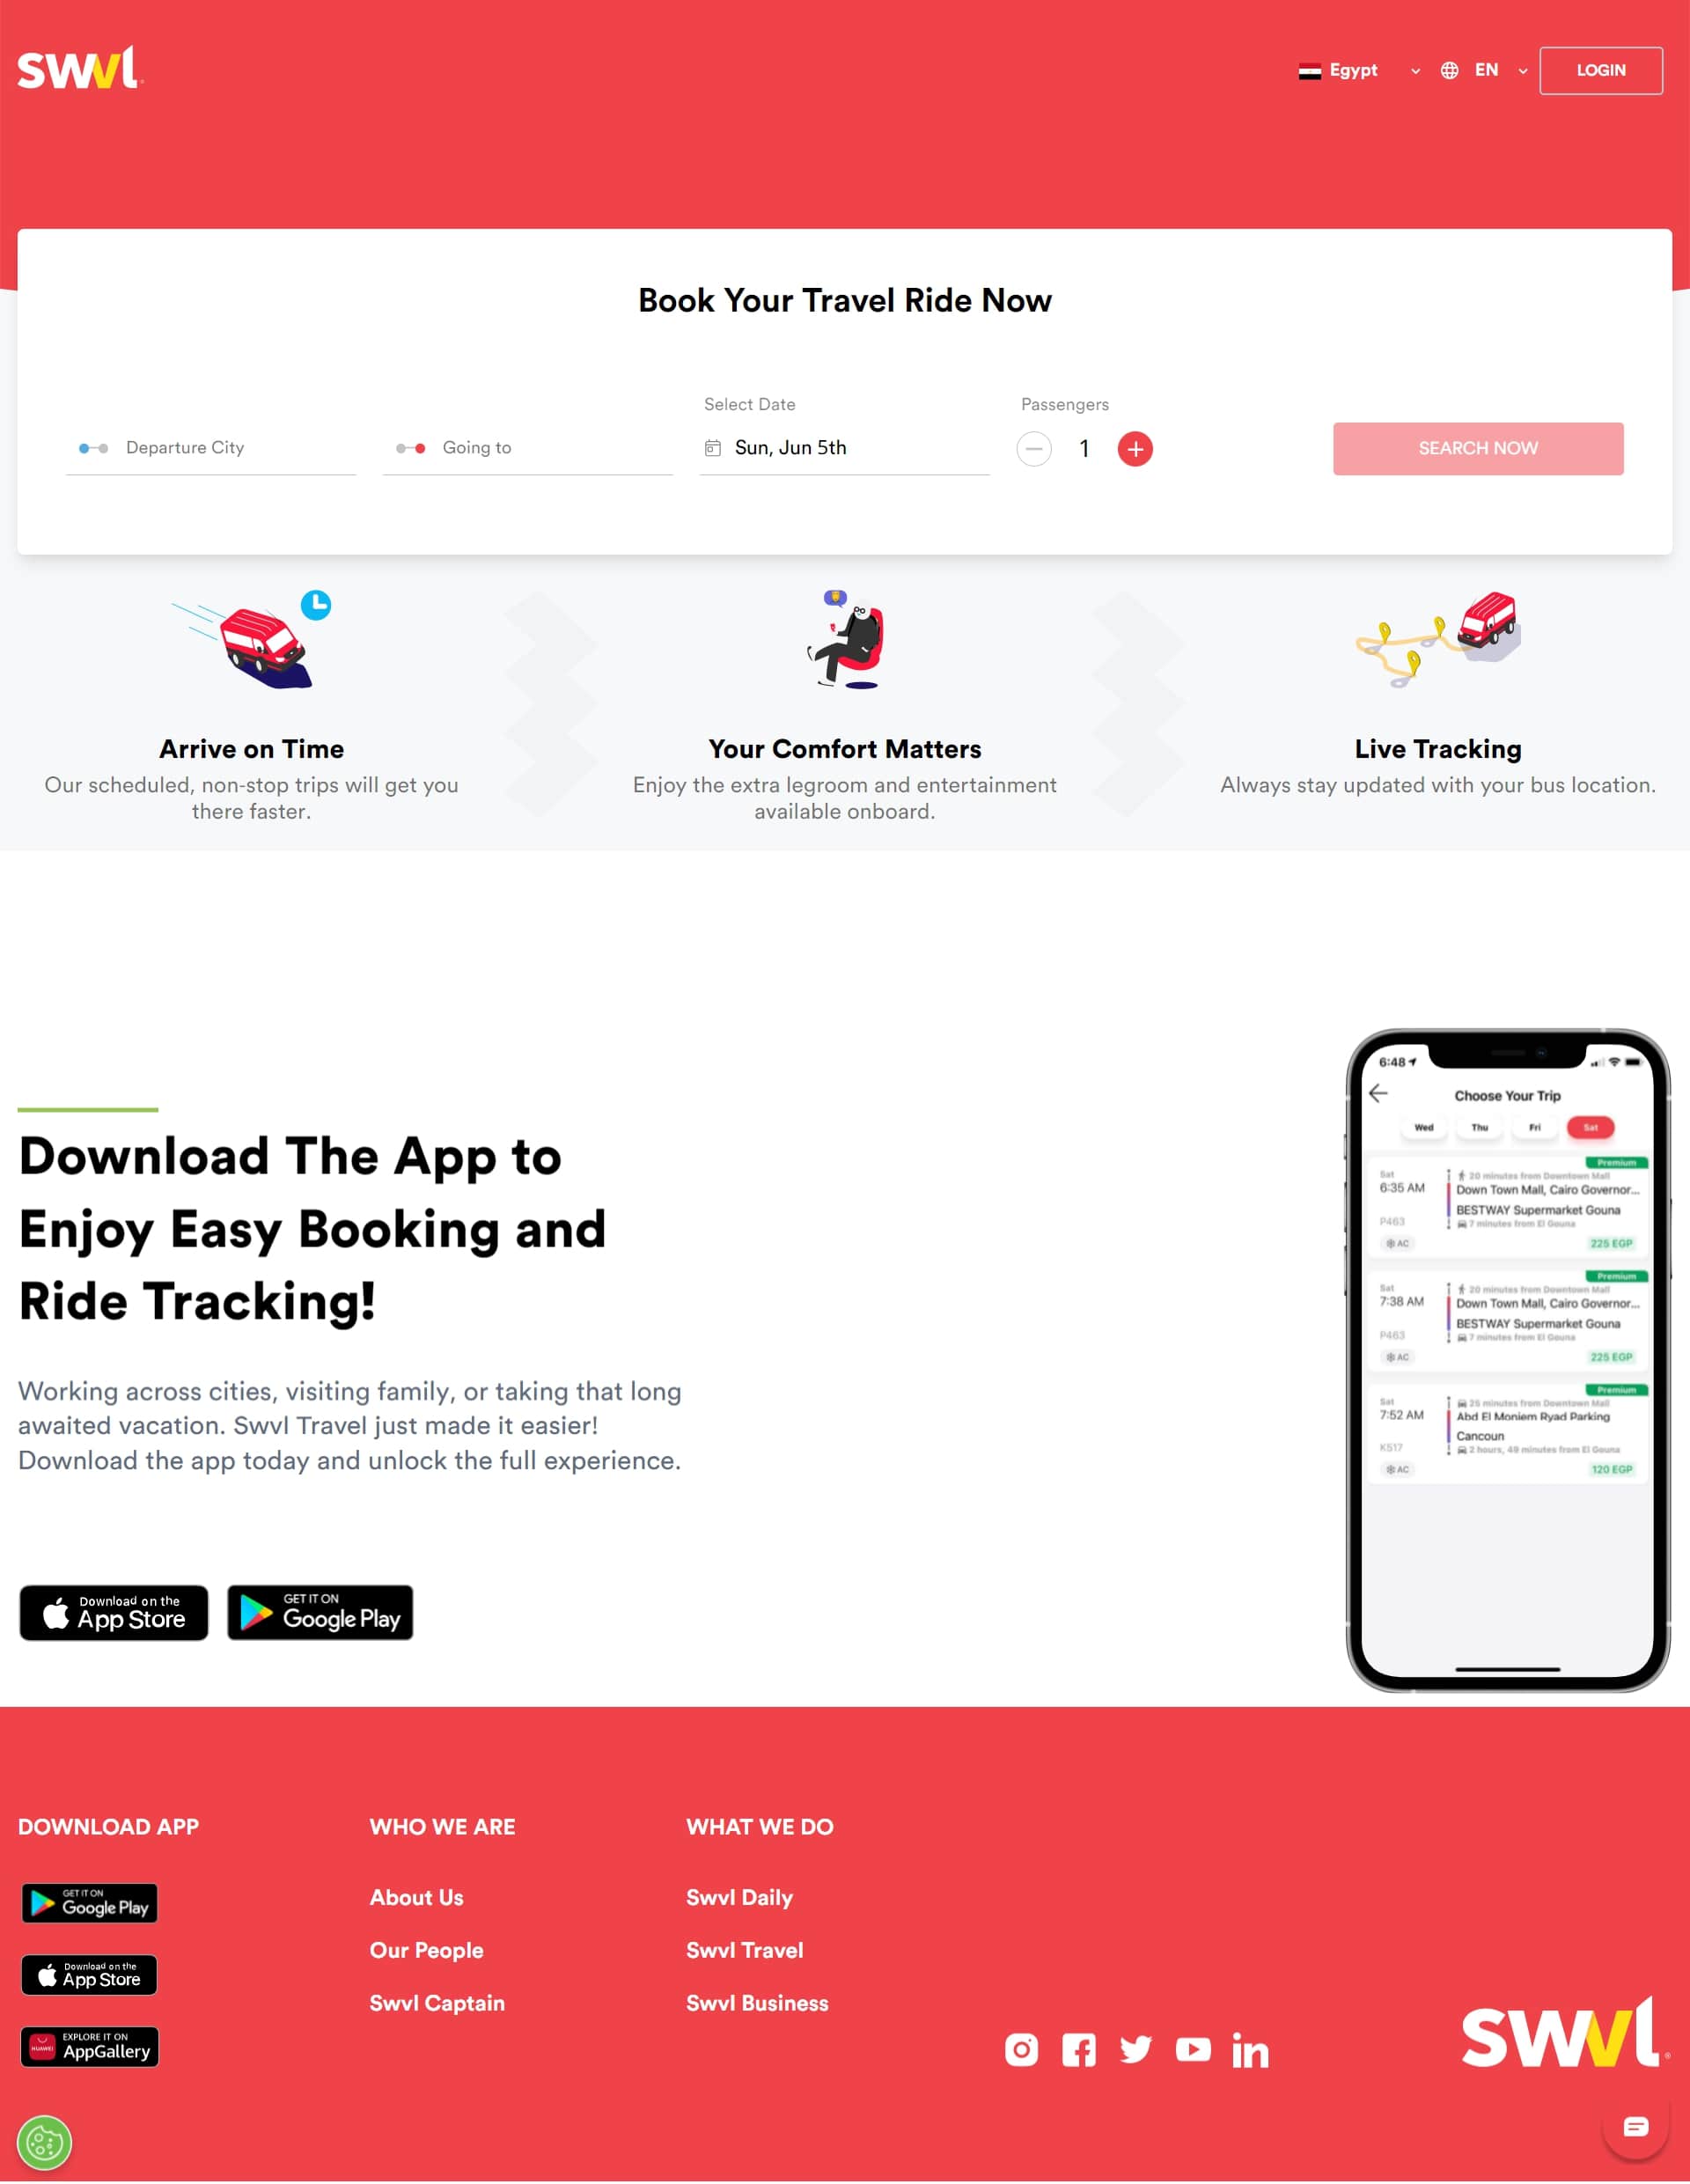 swvl
Egypt
EN
LOGIN
Book Your Travel Ride Now
Departure City
Going to
Select Date
Sun, Jun 5th
Passengers
1
SEARCH NOW
Arrive on Time
Our scheduled, non-stop trips will get you
there faster.
Your Comfort Matters
Enjoy the extra legroom and entertainment
available onboard.
Live Tracking
Always stay updated with your bus location.
Download The App to
Enjoy Easy Booking and
Ride Tracking!
Working across cities, visiting family, or taking that long
awaited vacation. Swvl Travel just made it easier!
Download the app today and unlock the full experience.
Download on the
App Store
GET IT ON
Google Play
6:48
Choose Your Trip
Wed
Thu
Fri
Sat
Premium
Sat
6:35 AM
20 minutes from Downtown Mall
Down Town Mall, Cairo Governor...
BESTWAY Supermarket Gouna
P463
7 minutes from El Gouna
AC
225 EGP
Premium
Sat
7:38 AM
20 minutes from Downtown Mall
Down Town Mall, Cairo Governor...
BESTWAY Supermarket Gouna
P463
7 minutes from El Gouna
AC
225 EGP
Premium
Sat
7:52 AM
25 minutes from Downtown Mall
Abd El Moniem Ryad Parking
Cancoun
K517
2 hours, 49 minutes from El Gouna
AC
120 EGP
DOWNLOAD APP
GET IT ON
Google Play
Download on the
App Store
HUAWEI
EXPLORE IT ON
AppGallery
WHO WE ARE
About Us
Our People
Swvl Captain
WHAT WE DO
Swvl Daily
Swvl Travel
Swvl Business
in
swvl